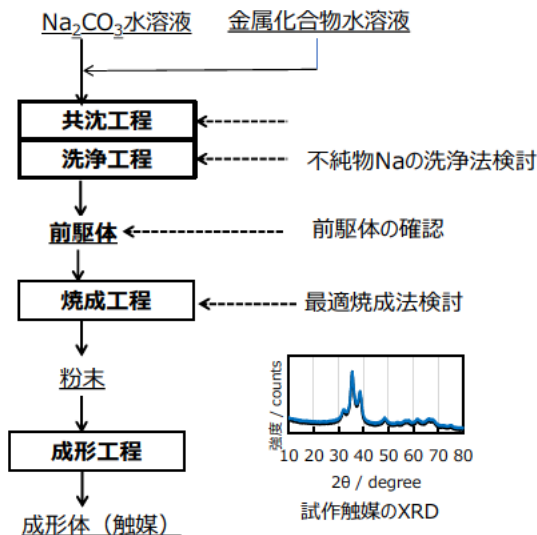 Na₂CO₃水溶液
金属化合物水溶液
共沈工程
洗浄工程
不純物Naの洗浄法検討
前駆体
前駆体の確認
焼成工程
最適焼成法検討
粉末
強度 / counts
成形工程
10 20 30 40 50 60 70 80
2θ / degree
試作触媒のXRD
成形体（触媒）